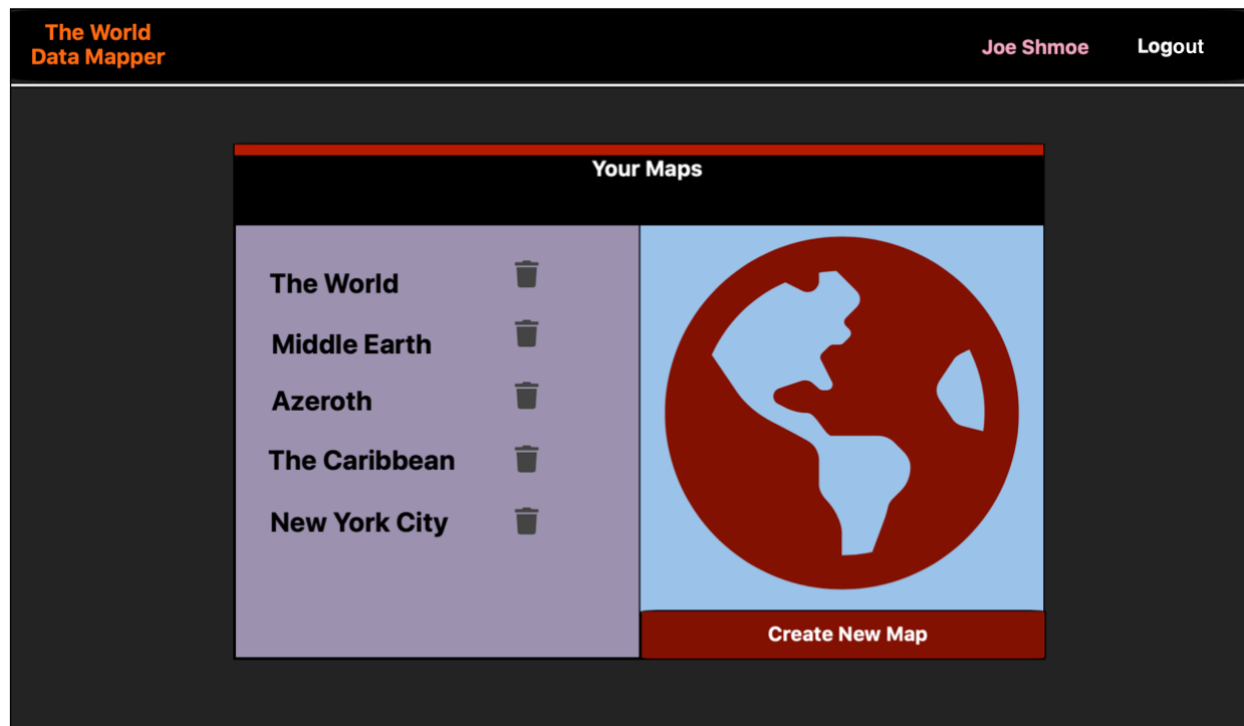 The World
Data Mapper
Joe Shmoe
Logout
Your Maps
The World
Middle Earth
Azeroth
The Caribbean
New York City
Create New Map